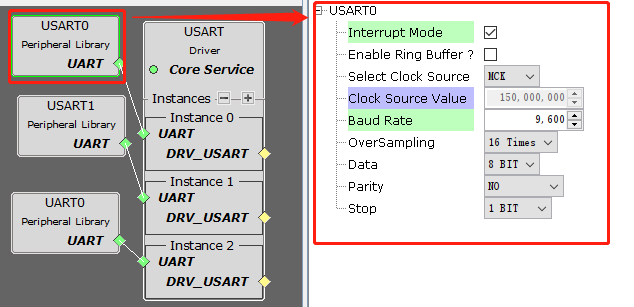 USART0
Peripheral Library
UART
USART1
Peripheral Library
UART
UART0
Peripheral Library
UART
USART
Driver
Core Service
Instances
Instance 0
UART
DRV_USART
Instance 1
UART
DRV_USART
Instance 2
UART
DRV_USART
USART0
Interrupt Mode
Enable Ring Buffer ?
Select Clock Source MCK
Clock Source Value 150,000,000
Baud Rate 9,600
OverSampling 16 Times
Data 8 BIT
Parity NO
Stop 1 BIT